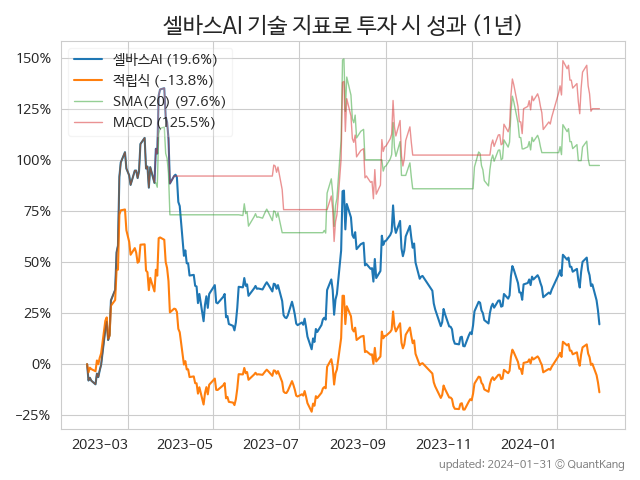 셀바스AI 기술 지표로 투자 시 성과 (1년)
150%
125%
100%
75%
50%
25%
0%
−25%
셀바스AI (19.6%)
적립식 (−13.8%)
SMA(20) (97.6%)
MACD (125.5%)
2023-03
2023-05
2023-07
2023-09
2023-11
2024-01
updated: 2024-01-31 © QuantKang